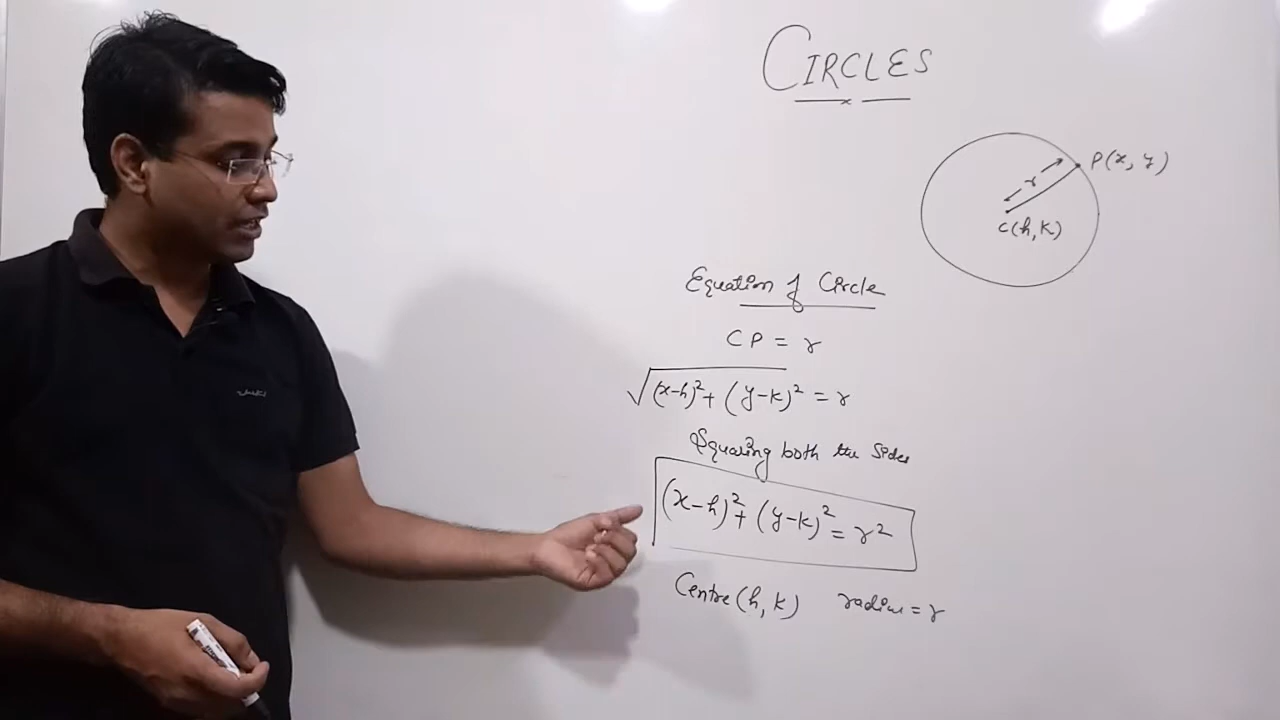 CIRCLES
P(x, y)
r
C(h, k)
Equation of Circle
CP = r
√(x-h)²+(y-k)² = r
Squaring both the sides
(x-h)²+(y-k)² = r²
Centre (h, k) radius = r